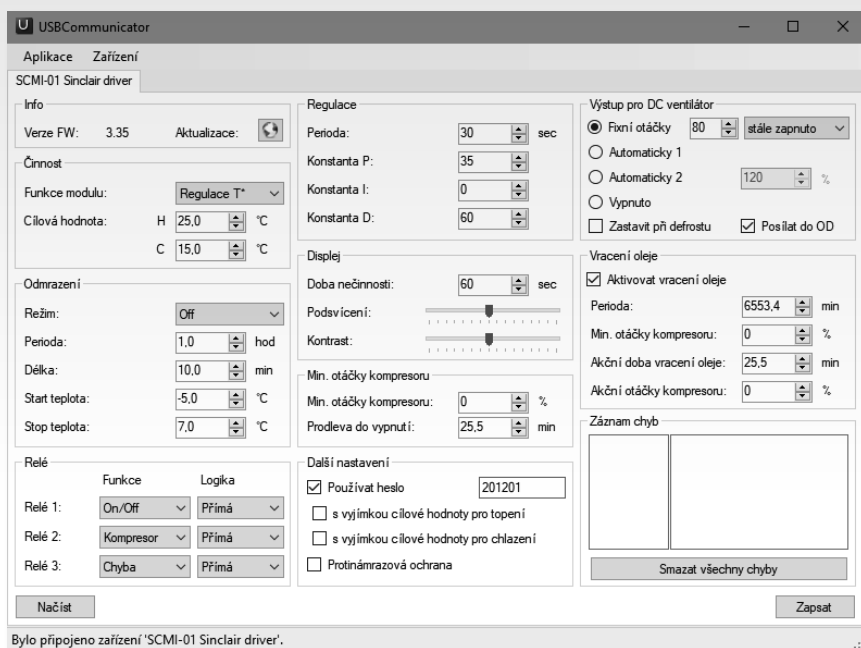 USBCommunicator
Aplikace Zařízení
SCMI-01 Sinclair driver
Info
Verze FW: 3.35 Aktualizace:
Činnost
Funkce modulu: Regulace T*
Cílová hodnota: H 25,0 °C
C 15,0 °C
Odmrazení
Režim: Off
Perioda: 1,0 hod
Délka: 10,0 min
Start teplota: -5,0 °C
Stop teplota: 7,0 °C
Relé
Funkce Logika
Relé 1: On/Off Přímá
Relé 2: Kompresor Přímá
Relé 3: Chyba Přímá
Regulace
Perioda: 30 sec
Konstanta P: 35
Konstanta I: 0
Konstanta D: 60
Displej
Doba nečinnosti: 60 sec
Podsvícení:
Kontrast:
Min. otáčky kompresoru
Min. otáčky kompresoru: 0 %
Prodleva do vypnutí: 25,5 min
Další nastavení
Používat heslo 201201
s vyjímkou cílové hodnoty pro topení
s vyjímkou cílové hodnoty pro chlazení
Protinámrazová ochrana
Výstup pro DC ventilátor
Fixní otáčky 80 stále zapnuto
Automaticky 1
Automaticky 2 120 %
Vypnuto
Zastavit při defrostu Posílat do OD
Vracení oleje
Aktivovat vracení oleje
Perioda: 6553,4 min
Min. otáčky kompresoru: 0 %
Akční doba vracení oleje: 25,5 min
Akční otáčky kompresoru: 0 %
Záznam chyb
Smazat všechny chyby
Načíst Zapsat
Bylo připojeno zařízení 'SCMI-01 Sinclair driver'.